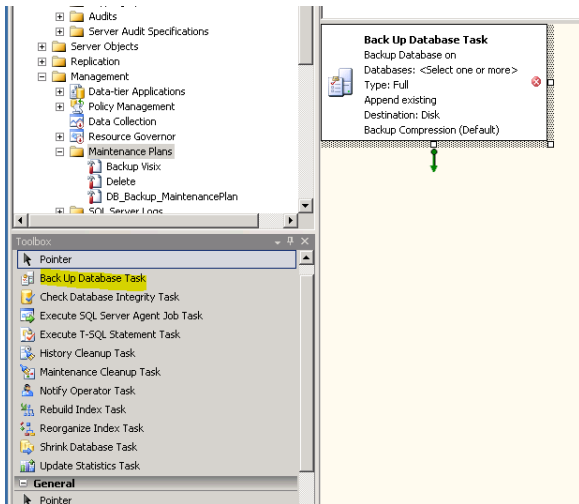 Audits
Server Audit Specifications
Server Objects
Replication
Management
Data-tier Applications
Policy Management
Data Collection
Resource Governor
Maintenance Plans
Backup Visix
Delete
DB_Backup_MaintenancePlan
SQL Server Logs
Toolbox
Pointer
Back Up Database Task
Check Database Integrity Task
Execute SQL Server Agent Job Task
Execute T-SQL Statement Task
History Cleanup Task
Maintenance Cleanup Task
Notify Operator Task
Rebuild Index Task
Reorganize Index Task
Shrink Database Task
Update Statistics Task
General
Pointer
Back Up Database Task
Backup Database on
Databases: <Select one or more>
Type: Full
Append existing
Destination: Disk
Backup Compression (Default)